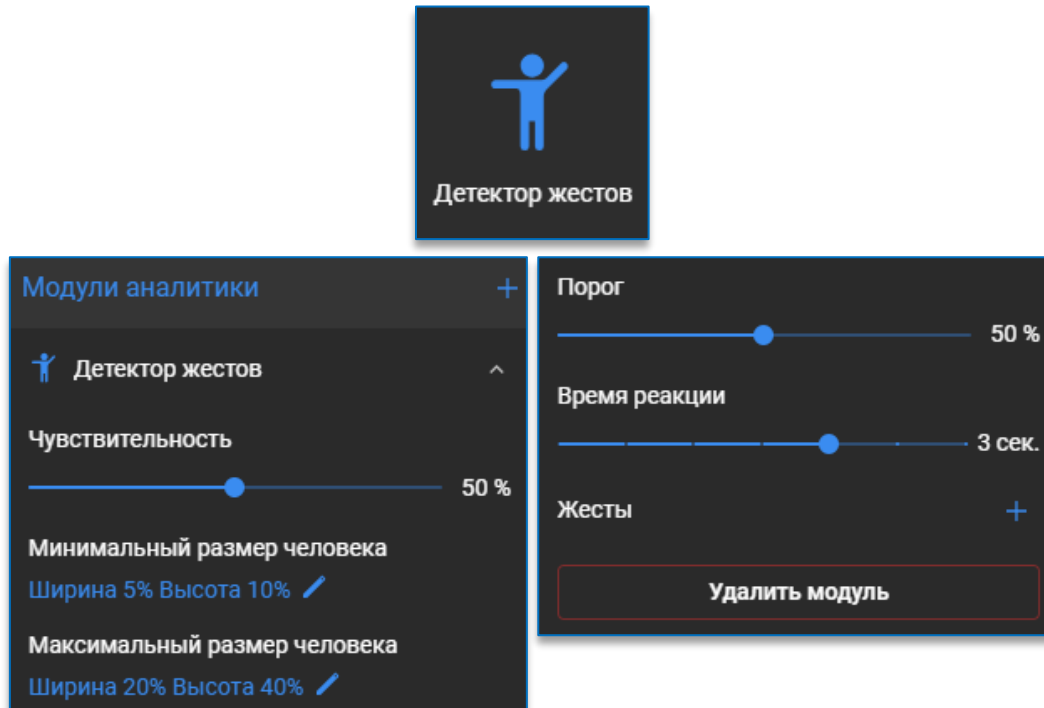 Детектор жестов
Модули аналитики
Детектор жестов
Чувствительность
50 %
Минимальный размер человека
Ширина 5% Высота 10%
Максимальный размер человека
Ширина 20% Высота 40%
Порог
50 %
Время реакции
3 сек.
Жесты
Удалить модуль